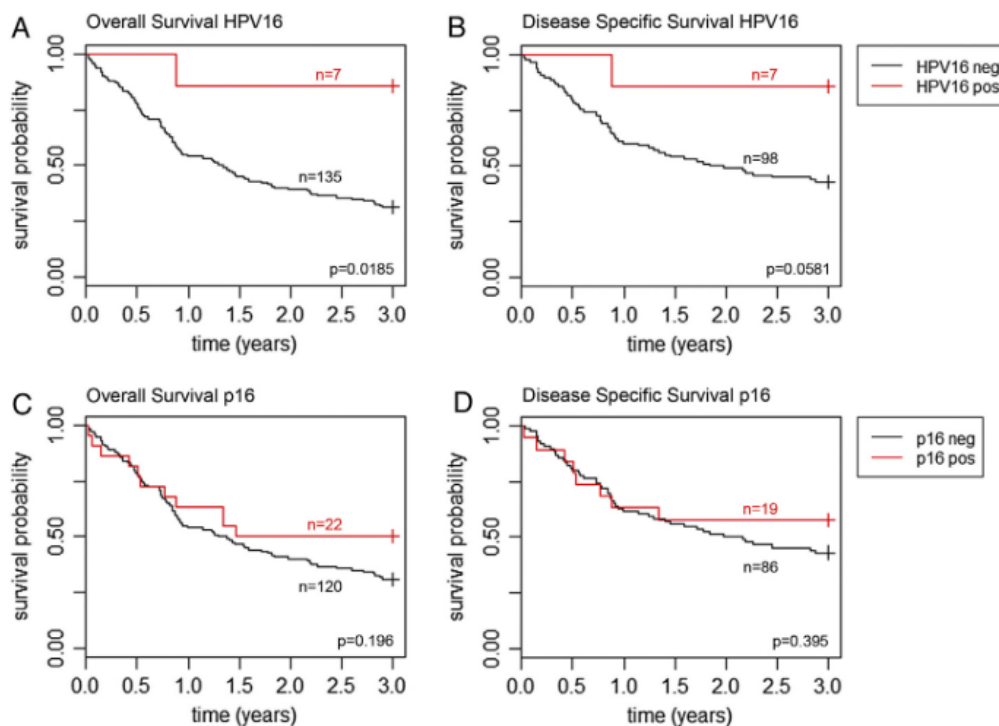 A
Overall Survival HPV16
survival probability
1.00
0.50
0.00
n=7
n=135
p=0.0185
0.0 0.5 1.0 1.5 2.0 2.5 3.0
time (years)
B
Disease Specific Survival HPV16
survival probability
1.00
0.50
0.00
n=7
n=98
p=0.0581
0.0 0.5 1.0 1.5 2.0 2.5 3.0
time (years)
HPV16 neg
HPV16 pos
C
Overall Survival p16
survival probability
1.00
0.50
0.00
n=22
n=120
p=0.196
0.0 0.5 1.0 1.5 2.0 2.5 3.0
time (years)
D
Disease Specific Survival p16
survival probability
1.00
0.50
0.00
n=19
n=86
p=0.395
0.0 0.5 1.0 1.5 2.0 2.5 3.0
time (years)
p16 neg
p16 pos